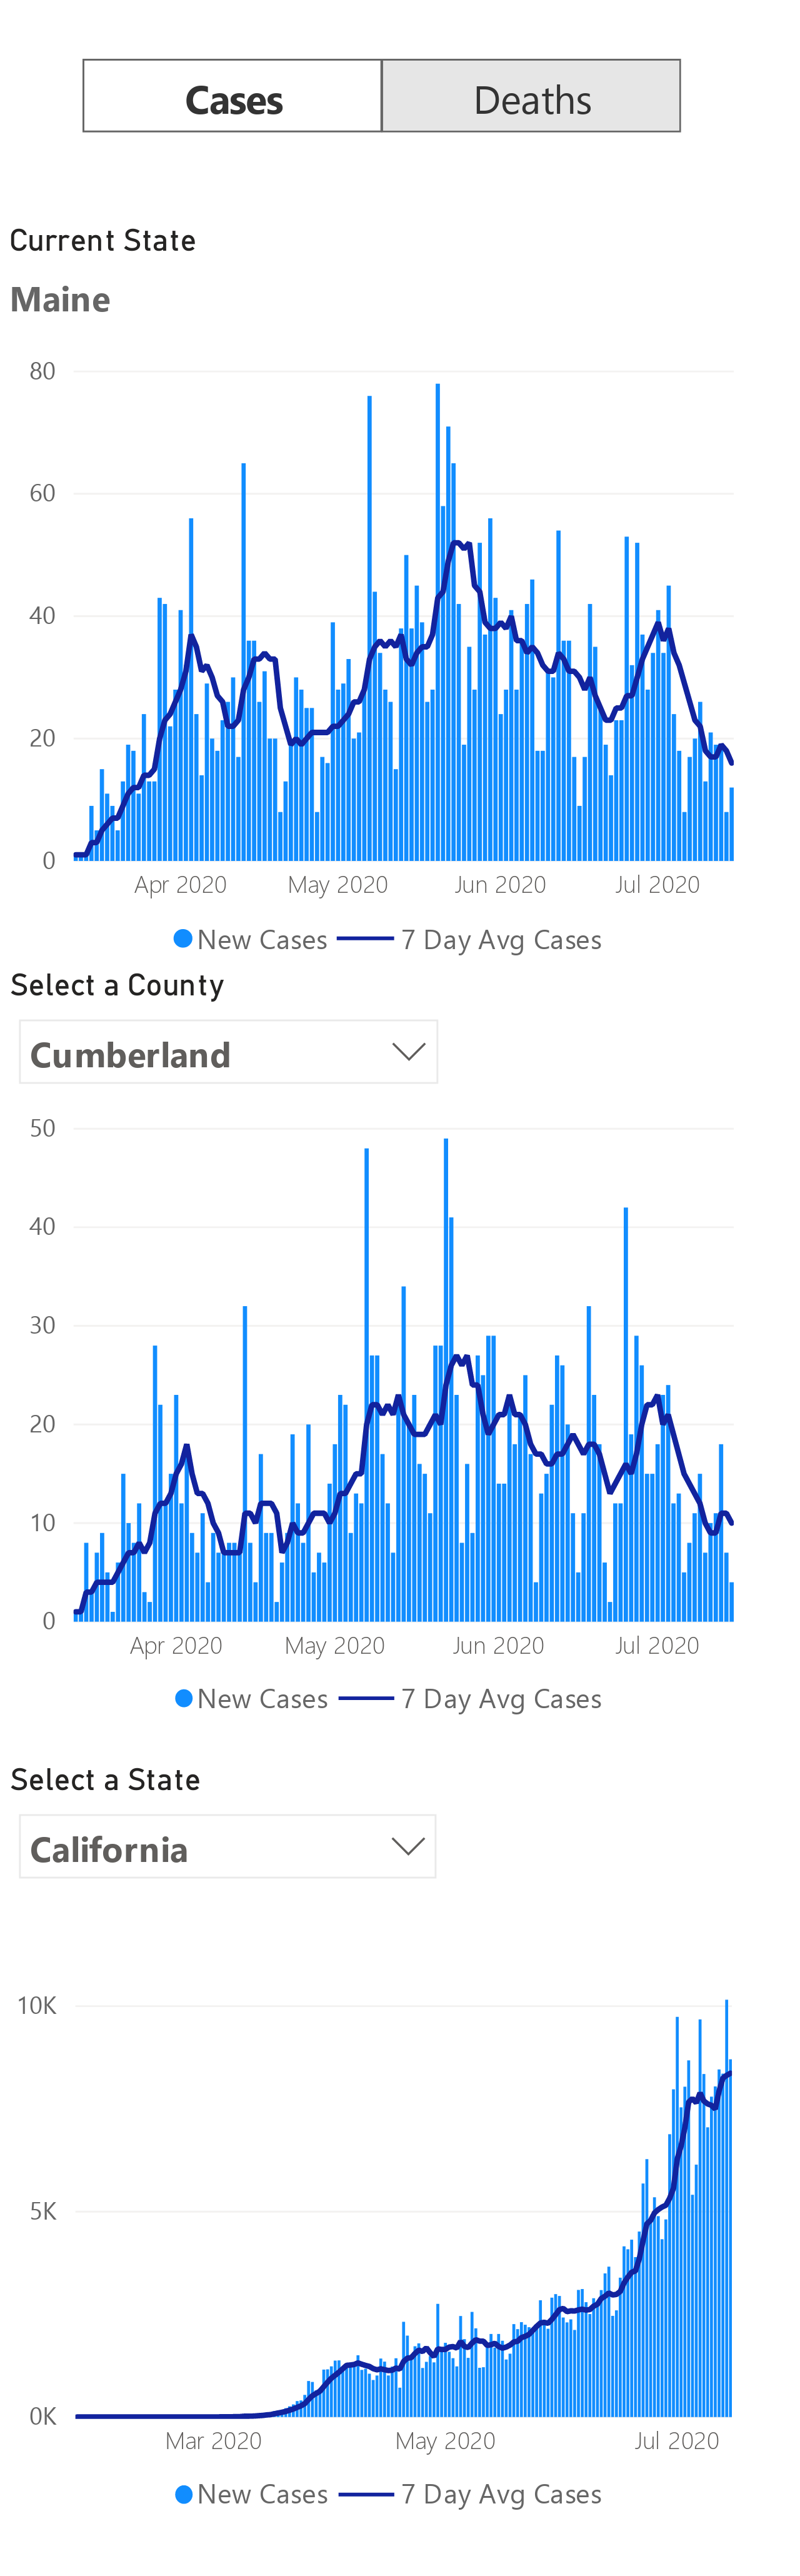 Cases Deaths
Current State
Maine
80
60
40
20
0
Apr 2020 May 2020 Jun 2020 Jul 2020
New Cases 7 Day Avg Cases
Select a County
Cumberland
50
40
30
20
10
0
Apr 2020 May 2020 Jun 2020 Jul 2020
New Cases 7 Day Avg Cases
Select a State
California
10K
5K
0K
Mar 2020 May 2020 Jul 2020
New Cases 7 Day Avg Cases